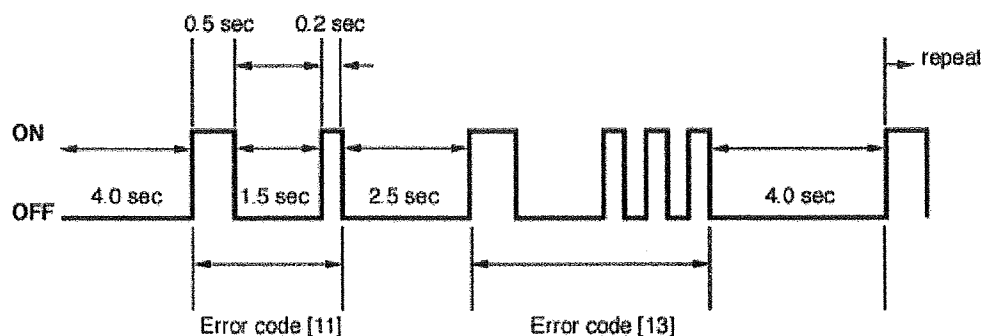 0.5 sec 0.2 sec
repeat
ON
4.0 sec 1.5 sec 2.5 sec 4.0 sec
OFF
Error code [11] Error code [13]